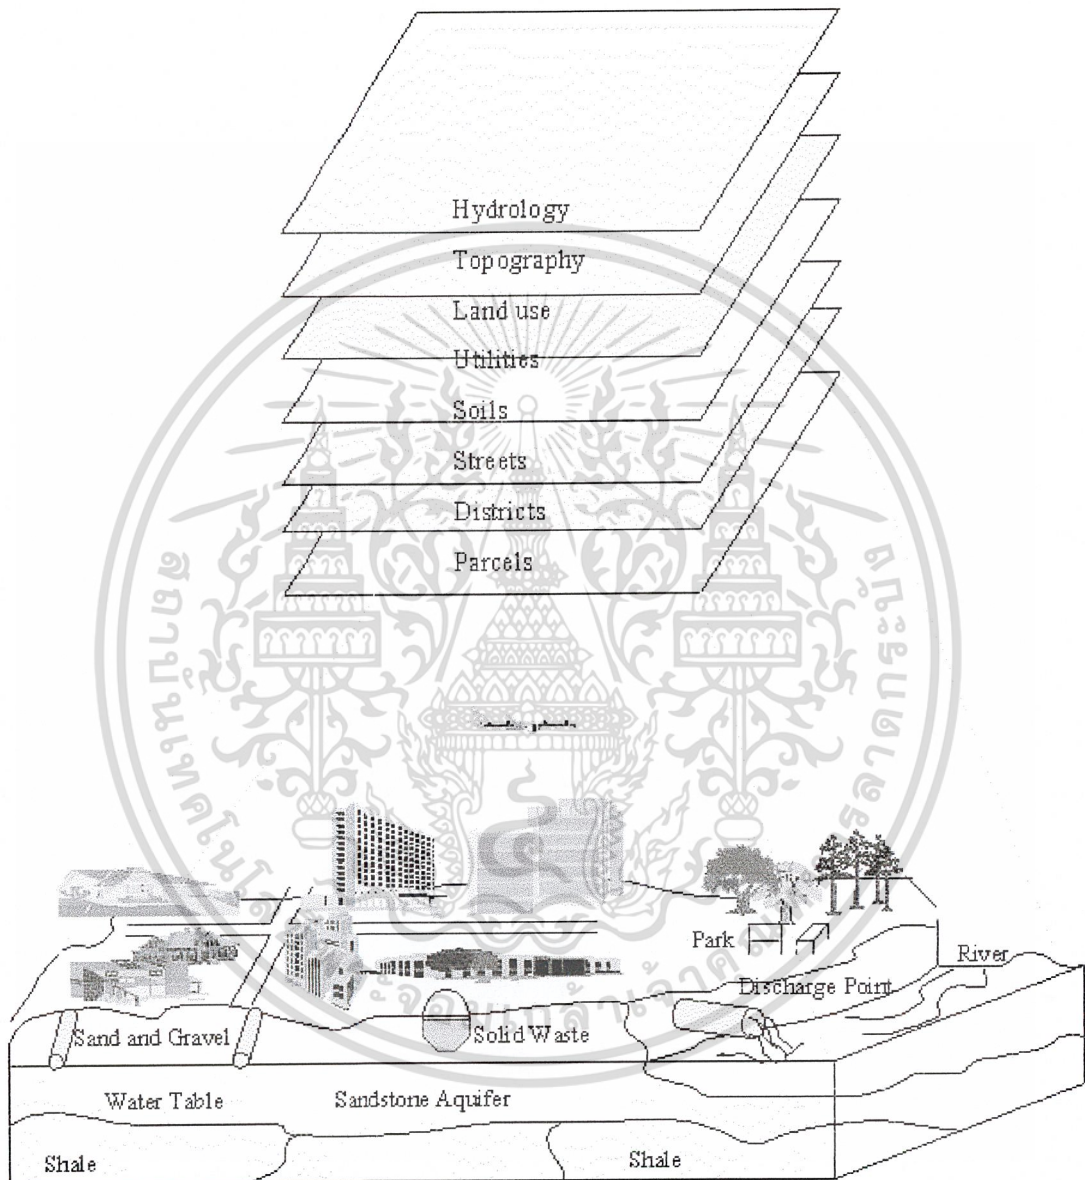 Hydrology
Topography
Land use
Utilities
Soils
Streets
Districts
Parcels
Park
River
Discharge Point
Sand and Gravel
Solid Waste
Water Table
Sandstone Aquifer
Shale
Shale